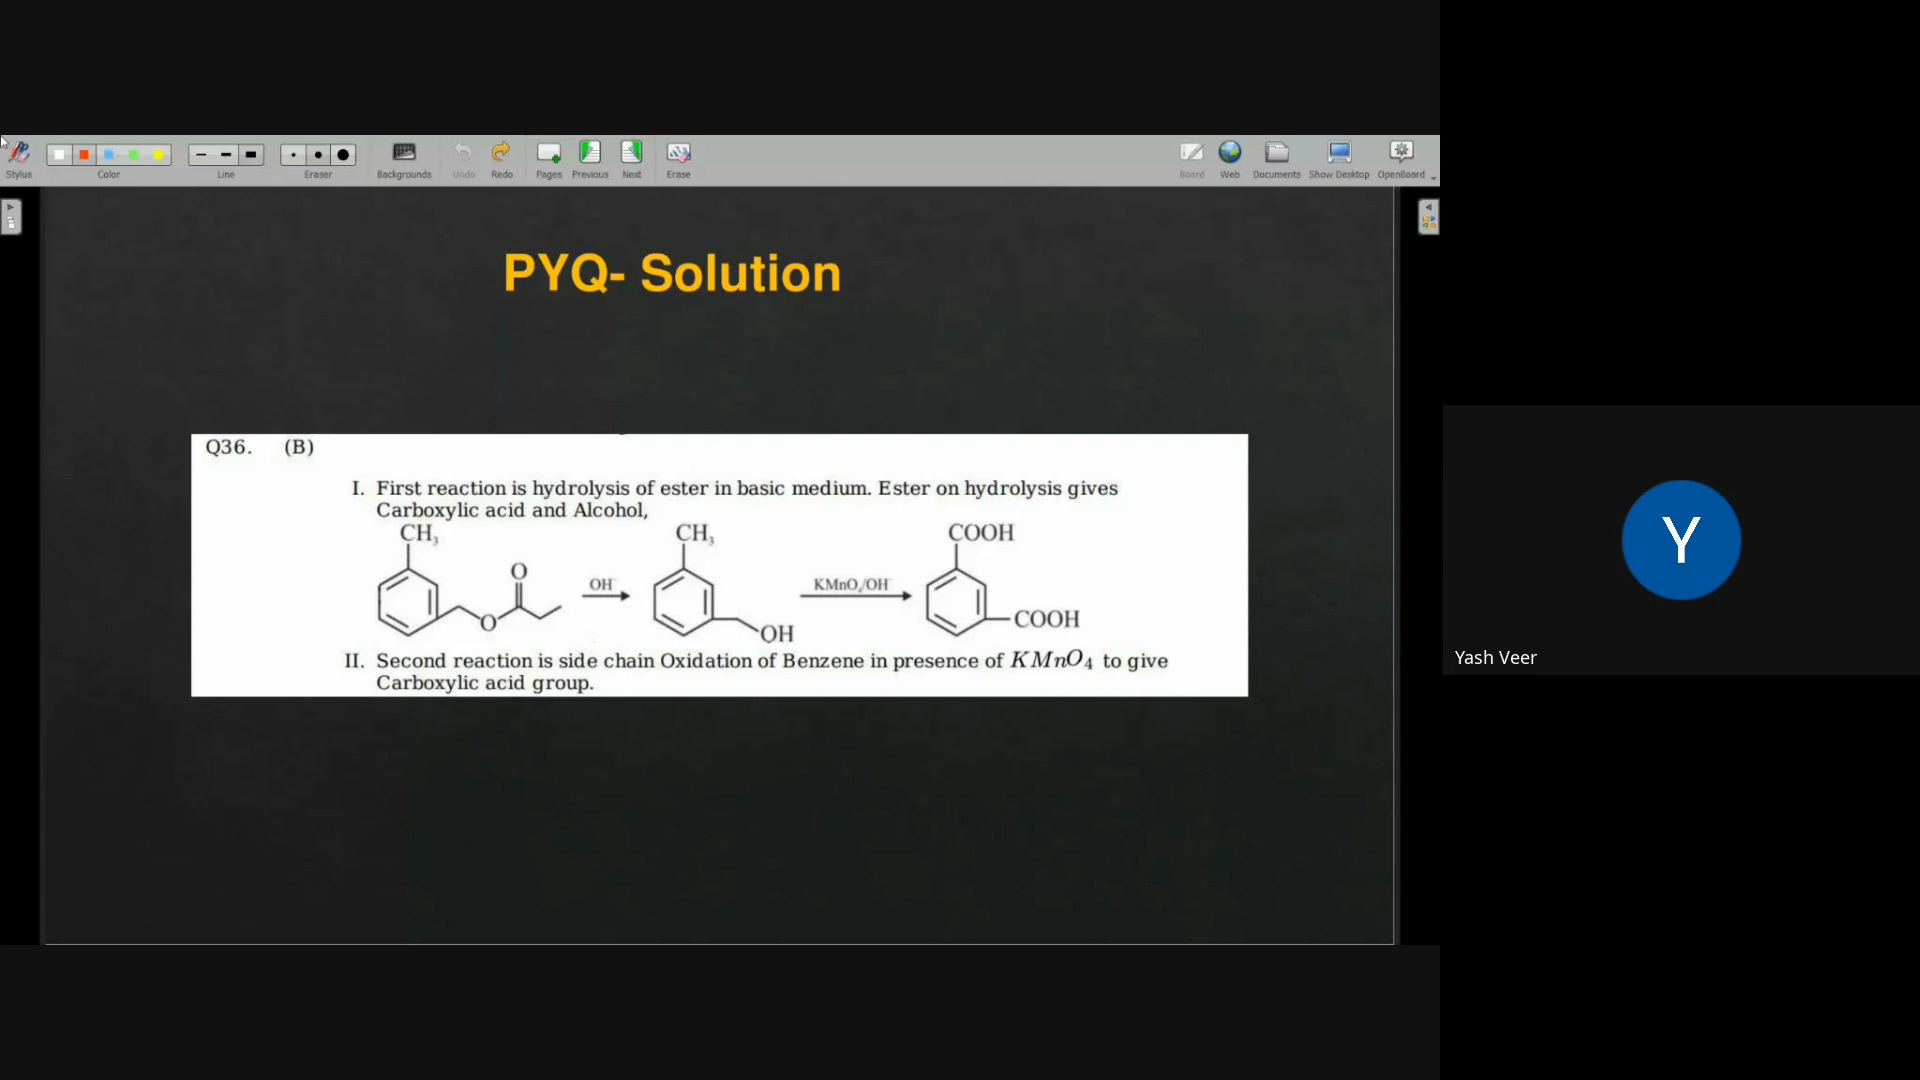 Stylus
Color
Line
Eraser
Backgrounds
Undo
Redo
Pages
Previous
Next
Erase
Board
Web
Documents
Show Desktop
OpenBoard
PYQ- Solution
Q36. (B)
I. First reaction is hydrolysis of ester in basic medium. Ester on hydrolysis gives
Carboxylic acid and Alcohol,
CH₃ CH₃ COOH
O OH⁻ KMnO₄/OH⁻
O OH COOH
II. Second reaction is side chain Oxidation of Benzene in presence of KMnO₄ to give
Carboxylic acid group.
Y
Yash Veer